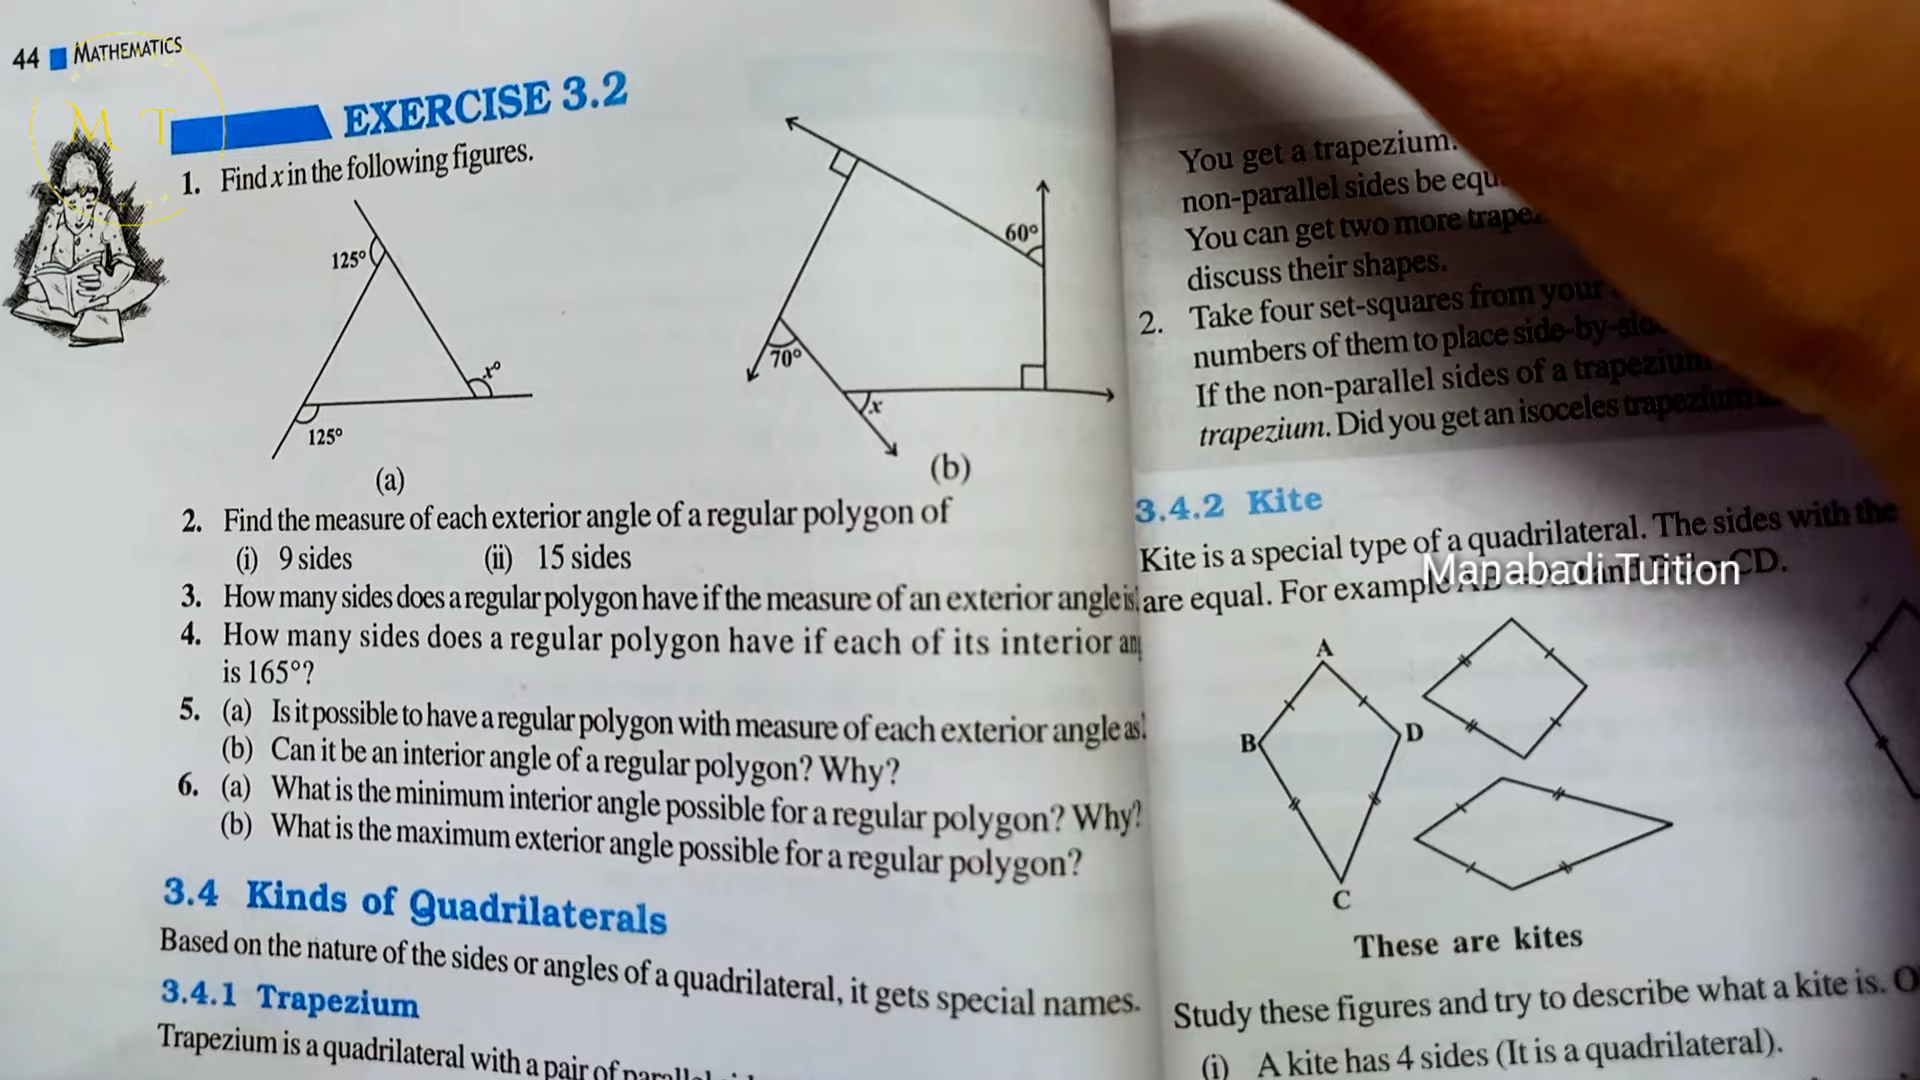 44 MATHEMATICS
M T
EXERCISE 3.2
1. Find x in the following figures.
125°
x°
125°
(a)
60°
70°
x
(b)
2. Find the measure of each exterior angle of a regular polygon of
(i) 9 sides (ii) 15 sides
3. How many sides does a regular polygon have if the measure of an exterior angle is
4. How many sides does a regular polygon have if each of its interior
is 165°?
5. (a) Is it possible to have a regular polygon with measure of each exterior angle as
(b) Can it be an interior angle of a regular polygon? Why?
6. (a) What is the minimum interior angle possible for a regular polygon? Why?
(b) What is the maximum exterior angle possible for a regular polygon?
3.4 Kinds of Quadrilaterals
Based on the nature of the sides or angles of a quadrilateral, it gets special names.
3.4.1 Trapezium
Trapezium is a quadrilateral with a pair of
You get a trapezium.
non-parallel sides be
You can get two more
discuss their shapes.
2. Take four set-squares from your
numbers of them to place
If the non-parallel sides of a trapezium
trapezium. Did you get an isoceles trapezium
3.4.2 Kite
Kite is a special type of a quadrilateral. The sides with the
Manabadi Tuition
are equal. For example CD.
A
B
D
C
These are kites
Study these figures and try to describe what a kite is.
(i) A kite has 4 sides (It is a quadrilateral).